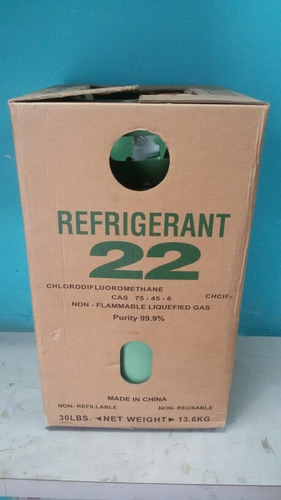 REFRIGERANT
22
CHLORODIFLUOROMETHANE
CAS 75-45-6 CHClF₂
NON - FLAMMABLE LIQUEFIED GAS
Purity 99.9%
MADE IN CHINA
NON- REFILLABLE NON- REUSABLE
30LBS. ◄NET WEIGHT► 13.6KG